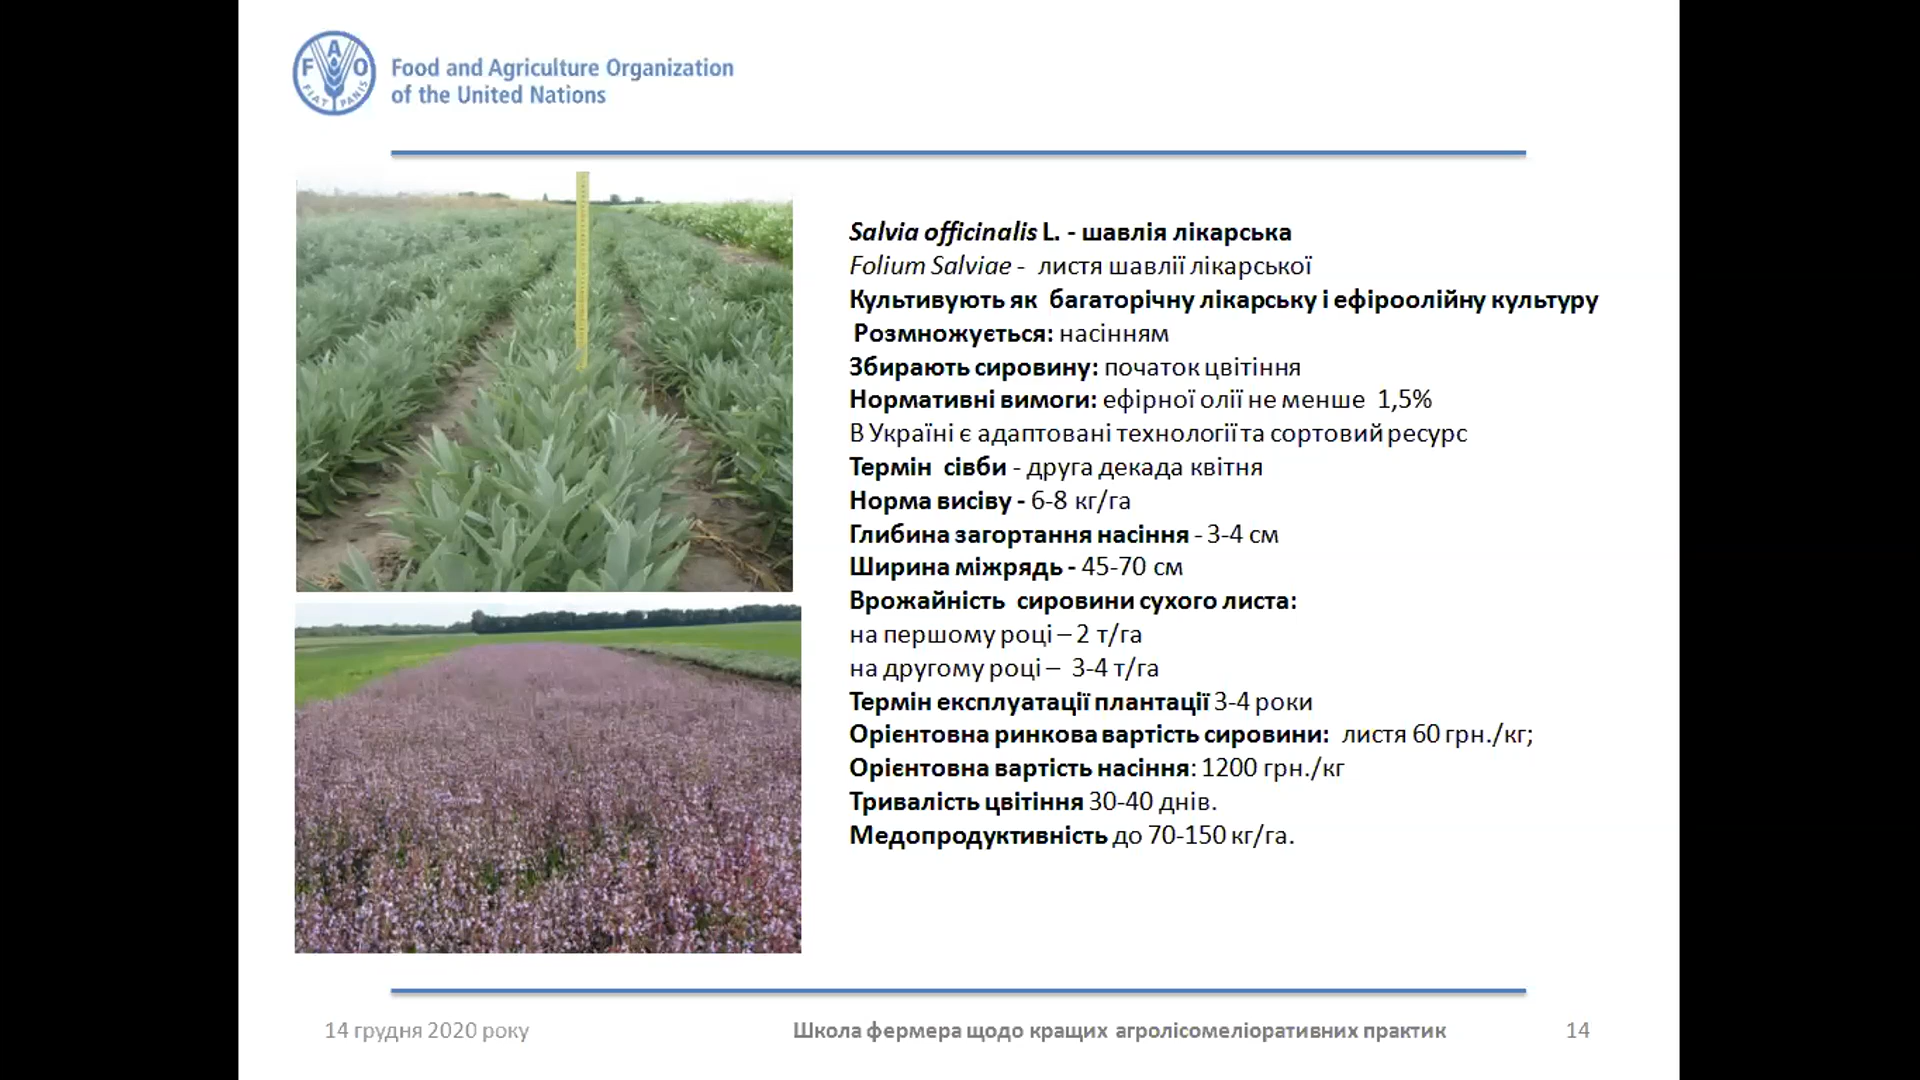 FAO
FIAT PANIS
Food and Agriculture Organization
of the United Nations
Salvia officinalis L. - шавлія лікарська
Folium Salviae - листя шавлії лікарської
Культивують як багаторічну лікарську і ефіроолійну культуру
Розмножується: насінням
Збирають сировину: початок цвітіння
Нормативні вимоги: ефірної олії не менше 1,5%
В Україні є адаптовані технології та сортовий ресурс
Термін сівби - друга декада квітня
Норма висіву - 6-8 кг/га
Глибина загортання насіння - 3-4 см
Ширина міжрядь - 45-70 см
Врожайність сировини сухого листа:
на першому році – 2 т/га
на другому році – 3-4 т/га
Термін експлуатації плантації 3-4 роки
Орієнтовна ринкова вартість сировини: листя 60 грн./кг;
Орієнтовна вартість насіння: 1200 грн./кг
Тривалість цвітіння 30-40 днів.
Медопродуктивність до 70-150 кг/га.
14 грудня 2020 року
Школа фермера щодо кращих агролісомеліоративних практик
14